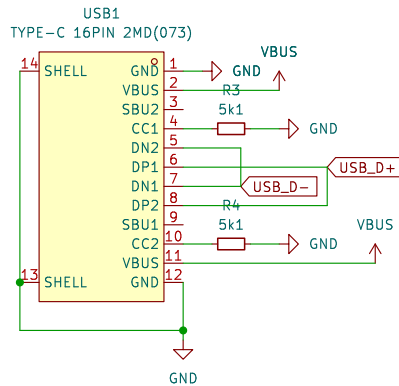 USB1
TYPE-C 16PIN 2MD(073)
VBUS
14 SHELL GND 1 GND
R3
VBUS 2
SBU2 3
5k1
CC1 4 GND
DN2 5
DP1 6 USB_D+
DN1 7 USB_D-
DP2 8
R4
SBU1 9
5k1
VBUS
CC2 10 GND
VBUS 11
13 SHELL GND 12
GND